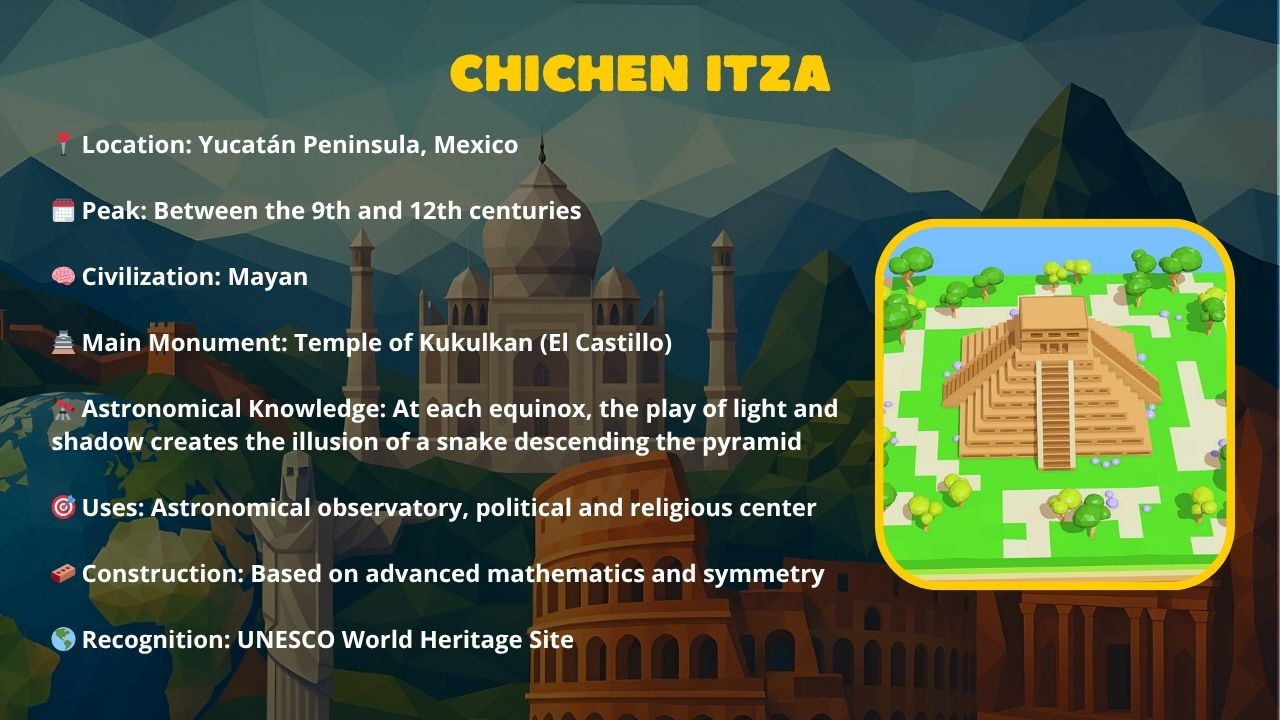 CHICHEN ITZA
📍 Location: Yucatán Peninsula, Mexico
🗓️ Peak: Between the 9th and 12th centuries
🧠 Civilization: Mayan
🏯 Main Monument: Temple of Kukulkan (El Castillo)
🔭 Astronomical Knowledge: At each equinox, the play of light and
shadow creates the illusion of a snake descending the pyramid
🎯 Uses: Astronomical observatory, political and religious center
🧱 Construction: Based on advanced mathematics and symmetry
🌎 Recognition: UNESCO World Heritage Site